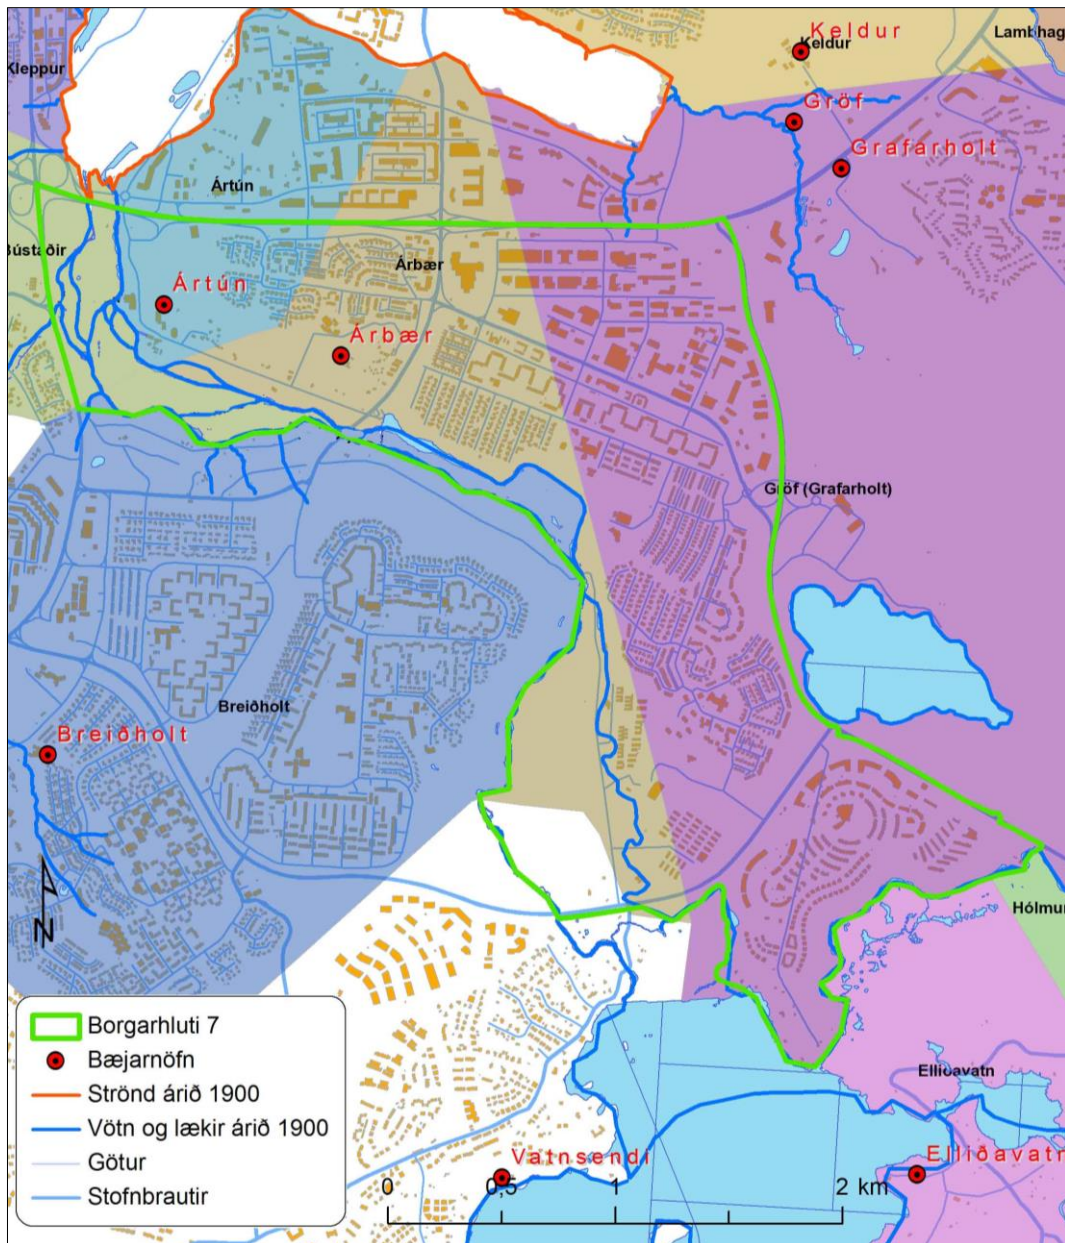 Keldur
Keldur
Lambhag
Kleppur
Gröf
Grafarholt
Ártún
Bústaðir
Árbær
Ártún
Árbær
Gröf (Grafarholt)
Breiðholt
Breiðholt
Hólmur
N
Borgarhluti 7
Bæjarnöfn
Strönd árið 1900
Vötn og lækir árið 1900
Götur
Stofnbrautir
Elliðavatn
Vatnsendi
Elliðavatn
0 0,5 1 2 km